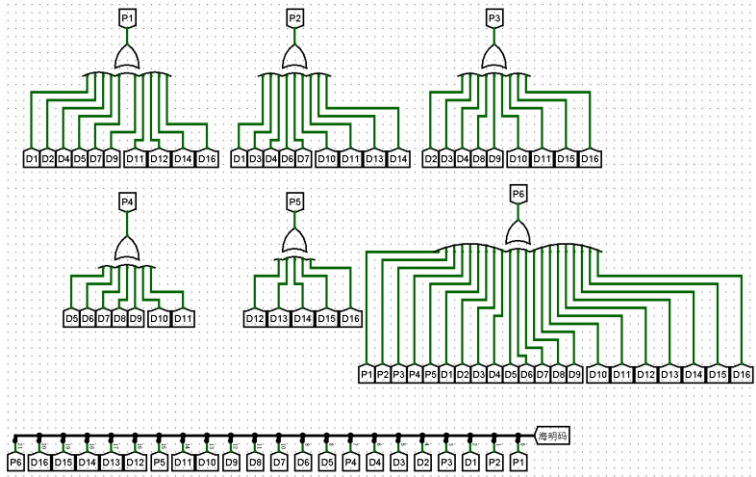 P1 P2 P3
D1 D2 D4 D5 D7 D9 D11 D12 D14 D16 D1 D3 D4 D6 D7 D10 D11 D13 D14 D2 D3 D4 D8 D9 D10 D11 D15 D16
P4 P5 P6
D5 D6 D7 D8 D9 D10 D11 D12 D13 D14 D15 D16
P1 P2 P3 P4 P5 D1 D2 D3 D4 D5 D6 D7 D8 D9 D10 D11 D12 D13 D14 D15 D16
海明码
P6 D16 D15 D14 D13 D12 P5 D11 D10 D9 D8 D7 D6 D5 P4 D4 D3 D2 P3 D1 P2 P1